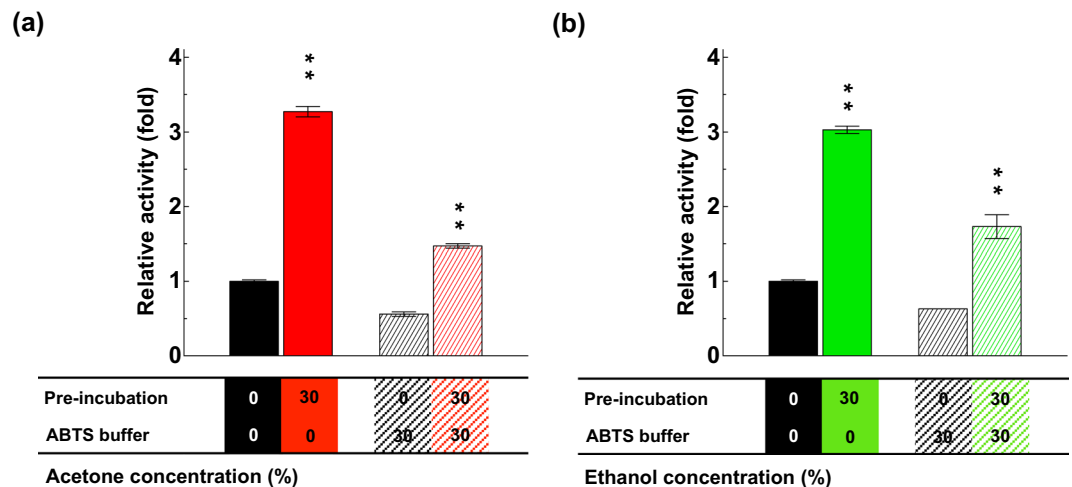 (a)
Relative activity (fold)
4
3
2
1
0
**
**
Pre-incubation 0 30 0 30
ABTS buffer 0 0 30 30
Acetone concentration (%)
(b)
Relative activity (fold)
4
3
2
1
0
**
**
Pre-incubation 0 30 0 30
ABTS buffer 0 0 30 30
Ethanol concentration (%)